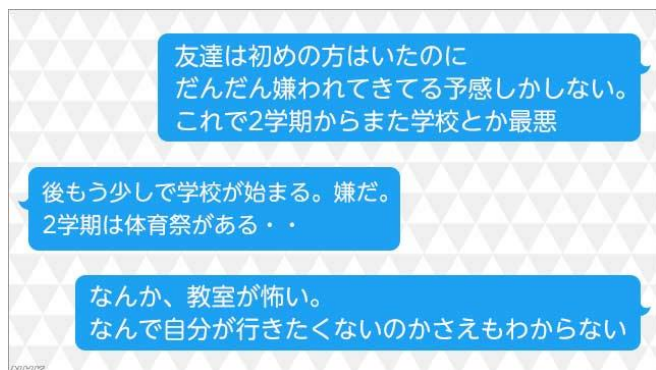 友達は初めの方はいたのに
だんだん嫌われてきてる予感しかしない。
これで2学期からまた学校とか最悪
後もう少しで学校が始まる。嫌だ。
2学期は体育祭がある・・
なんか、教室が怖い。
なんで自分が行きたくないのかさえもわからない